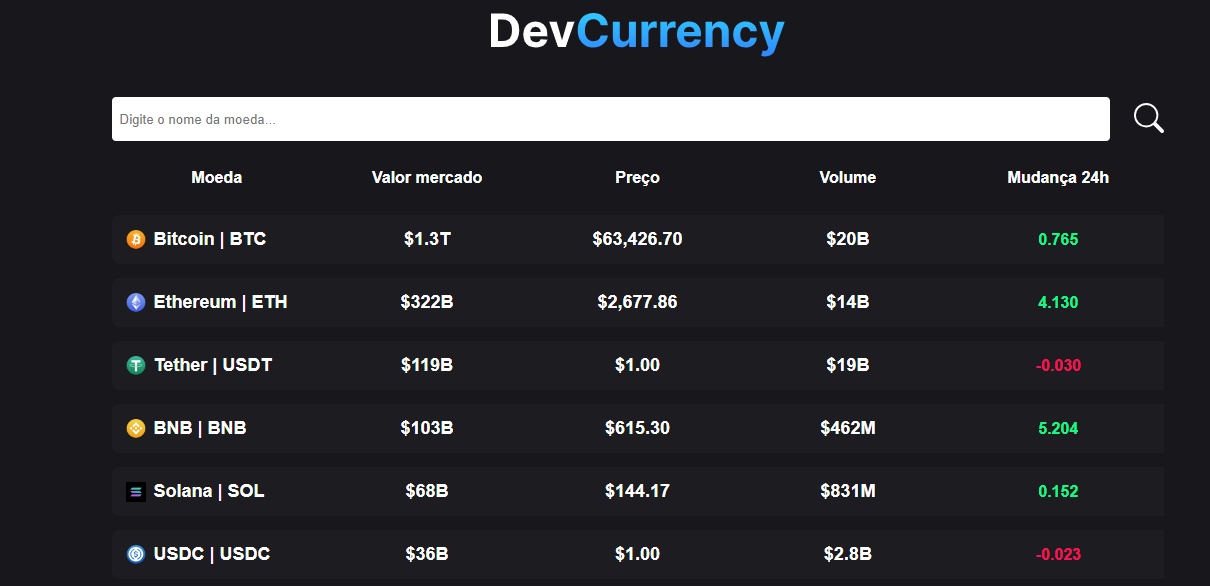 DevCurrency
Digite o nome da moeda...
Moeda Valor mercado Preço Volume Mudança 24h
Bitcoin | BTC $1.3T $63,426.70 $20B 0.765
Ethereum | ETH $322B $2,677.86 $14B 4.130
Tether | USDT $119B $1.00 $19B -0.030
BNB | BNB $103B $615.30 $462M 5.204
Solana | SOL $68B $144.17 $831M 0.152
USDC | USDC $36B $1.00 $2.8B -0.023